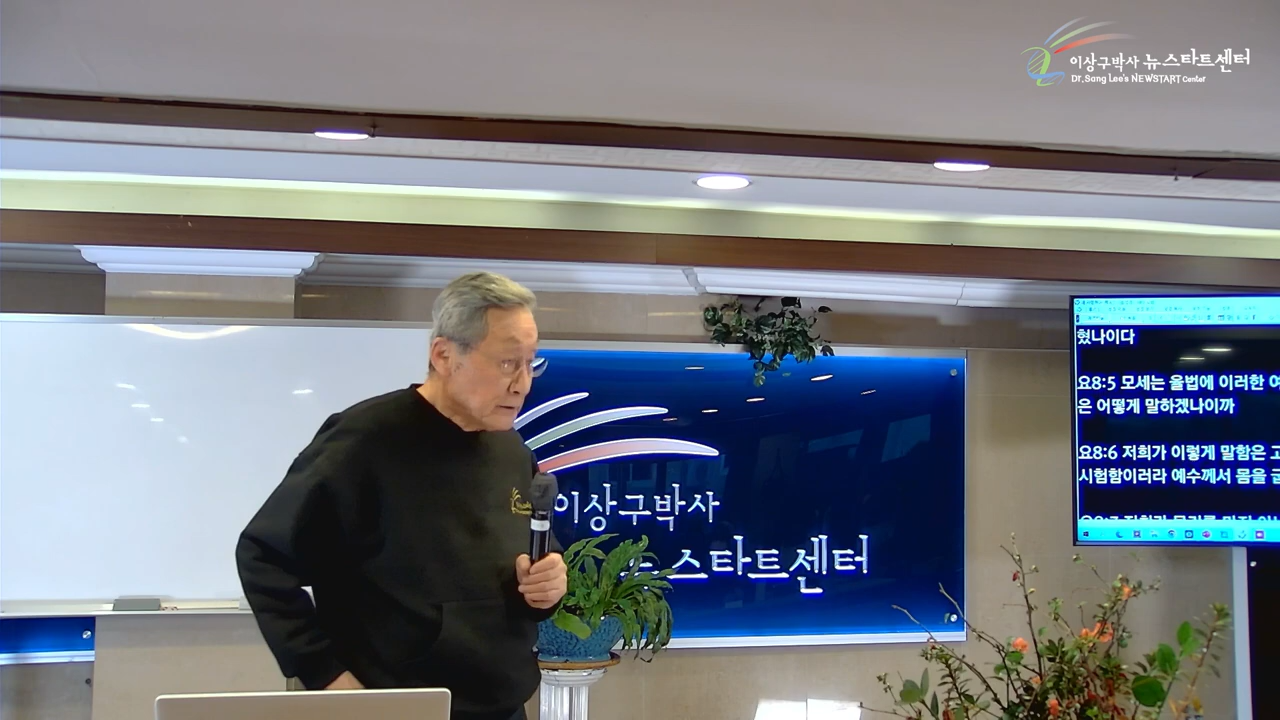 이상구박사 뉴스타트센터
Dr. Sang Lee's NEWSTART Center
이상구박사
뉴스타트센터
혔나이다
요8:5 모세는 율법에 이러한 여
은 어떻게 말하겠나이까
요8:6 저희가 이렇게 말함은 고
시험함이러라 예수께서 몸을 굽